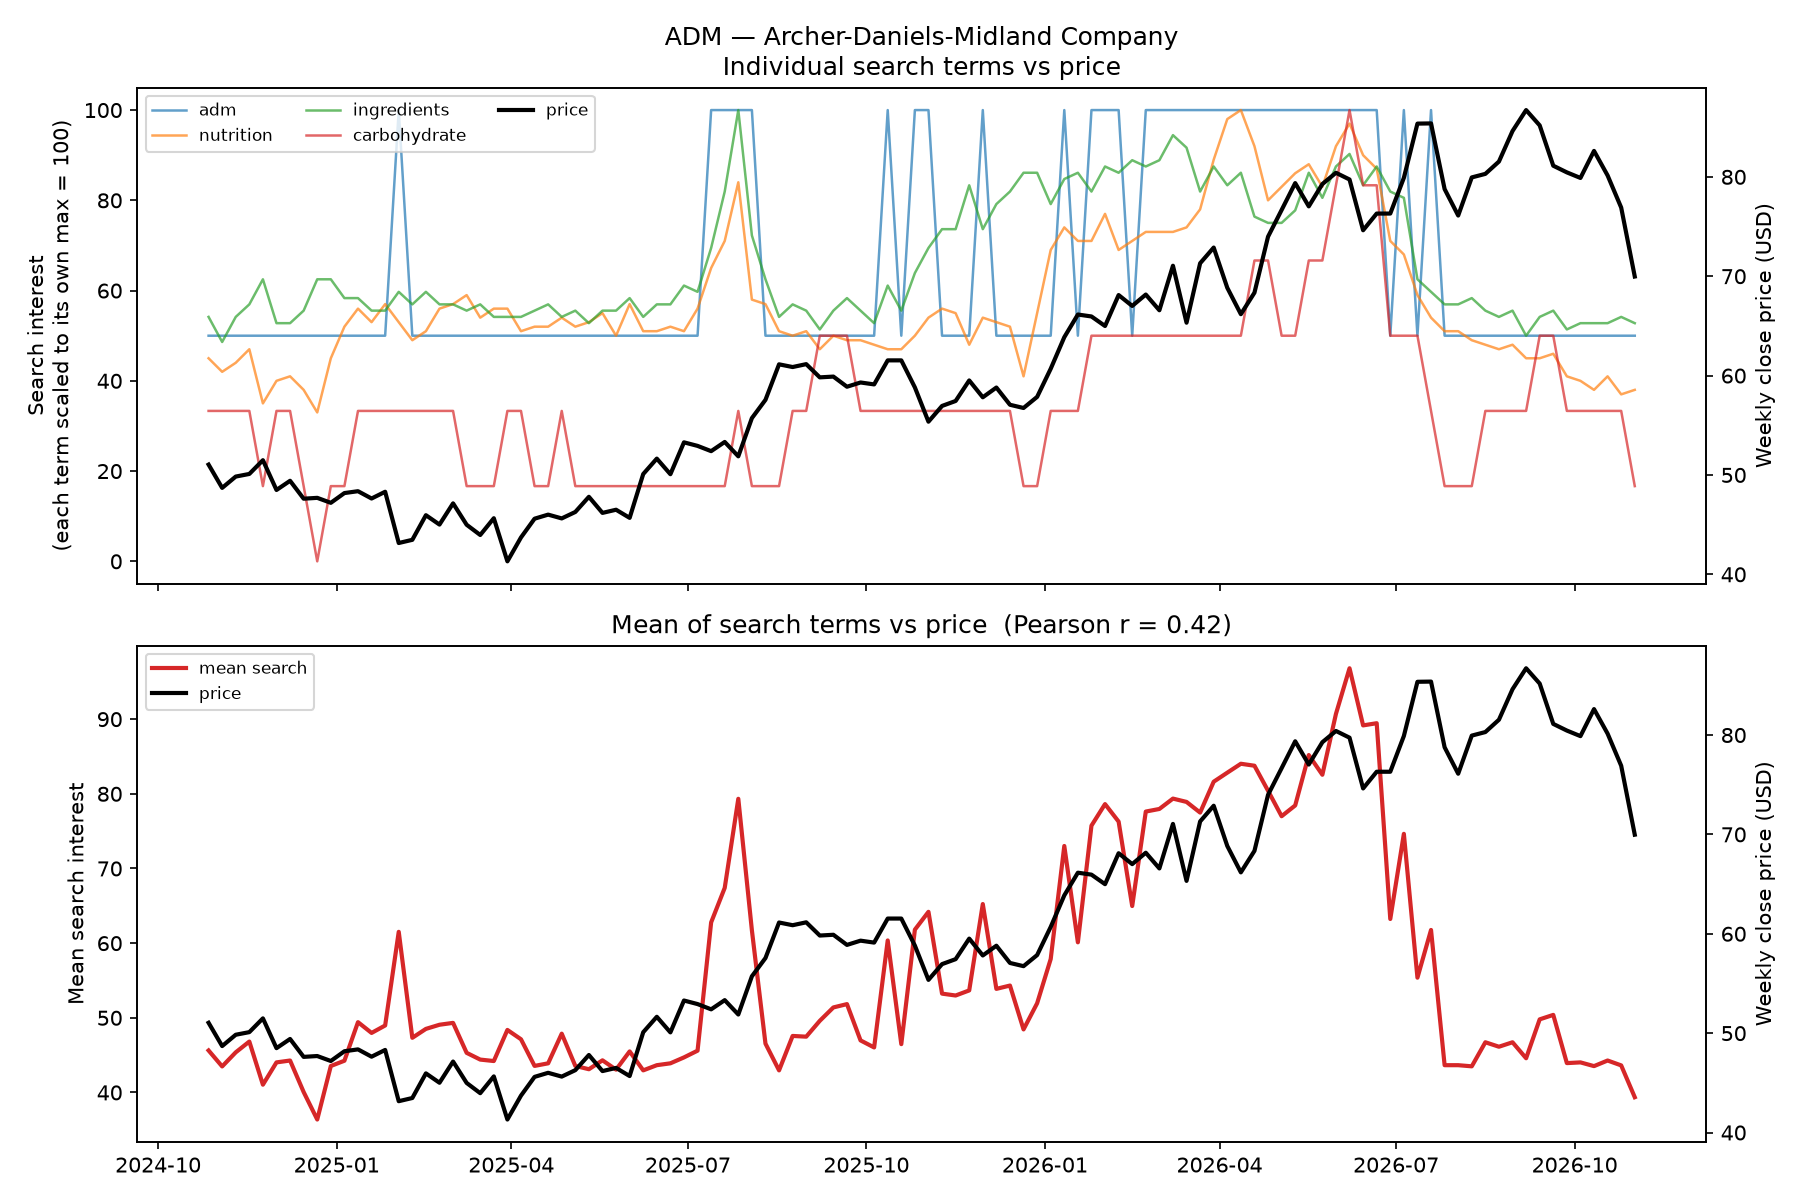 ADM — Archer-Daniels-Midland Company
Individual search terms vs price
adm
nutrition
ingredients
carbohydrate
price
Search interest
(each term scaled to its own max = 100)
100
80
60
40
20
0
Weekly close price (USD)
80
70
60
50
40
Mean of search terms vs price (Pearson r = 0.42)
mean search
price
Mean search interest
90
80
70
60
50
40
Weekly close price (USD)
80
70
60
50
40
2024-10 2025-01 2025-04 2025-07 2025-10 2026-01 2026-04 2026-07 2026-10